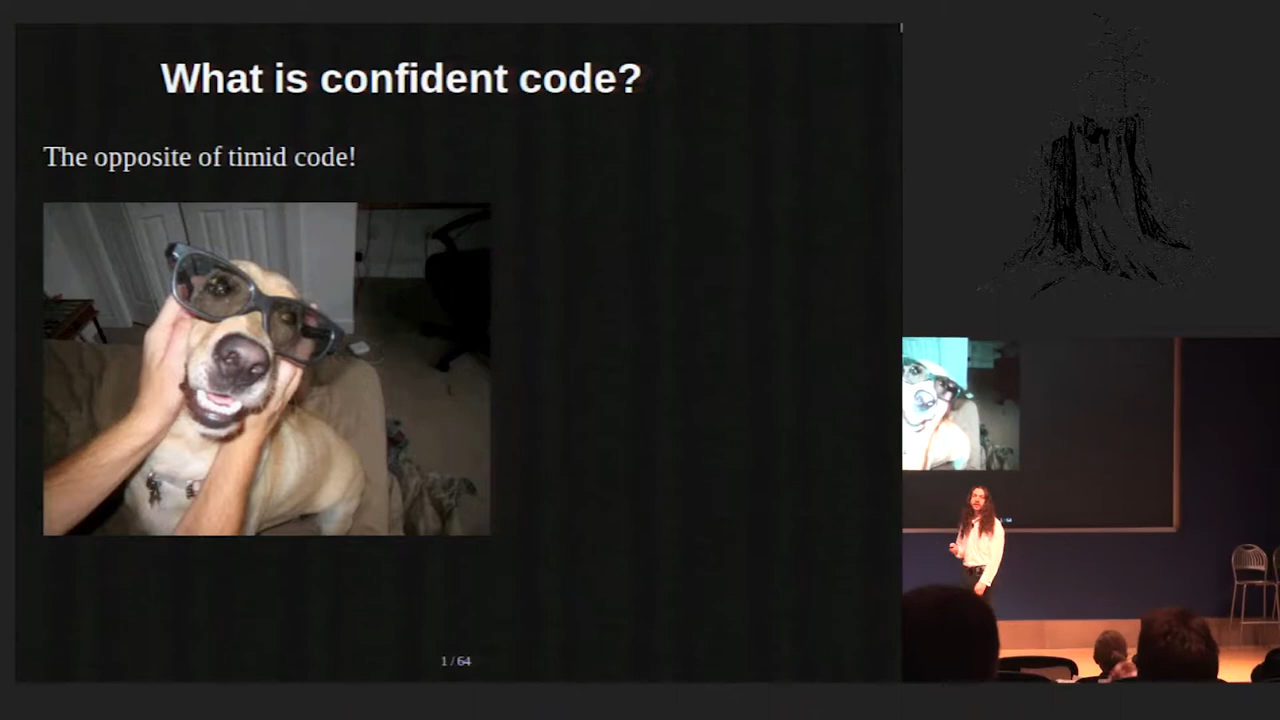 What is confident code?
The opposite of timid code!
1 / 64